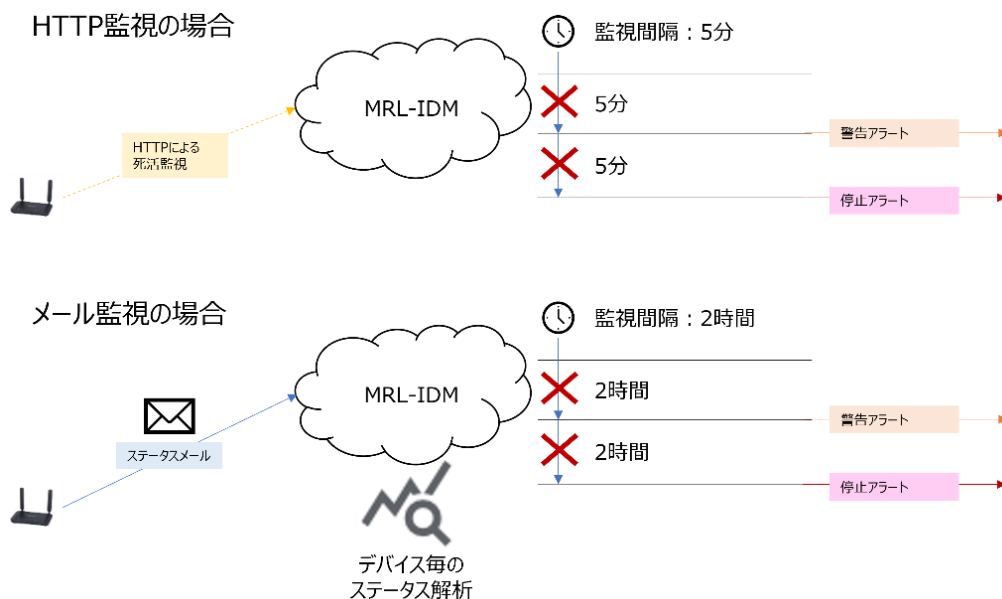 HTTP監視の場合
監視間隔：5分
MRL-IDM
5分
HTTPによる
死活監視
警告アラート
5分
停止アラート
メール監視の場合
監視間隔：2時間
MRL-IDM
2時間
警告アラート
ステータスメール
2時間
停止アラート
デバイス毎の
ステータス解析